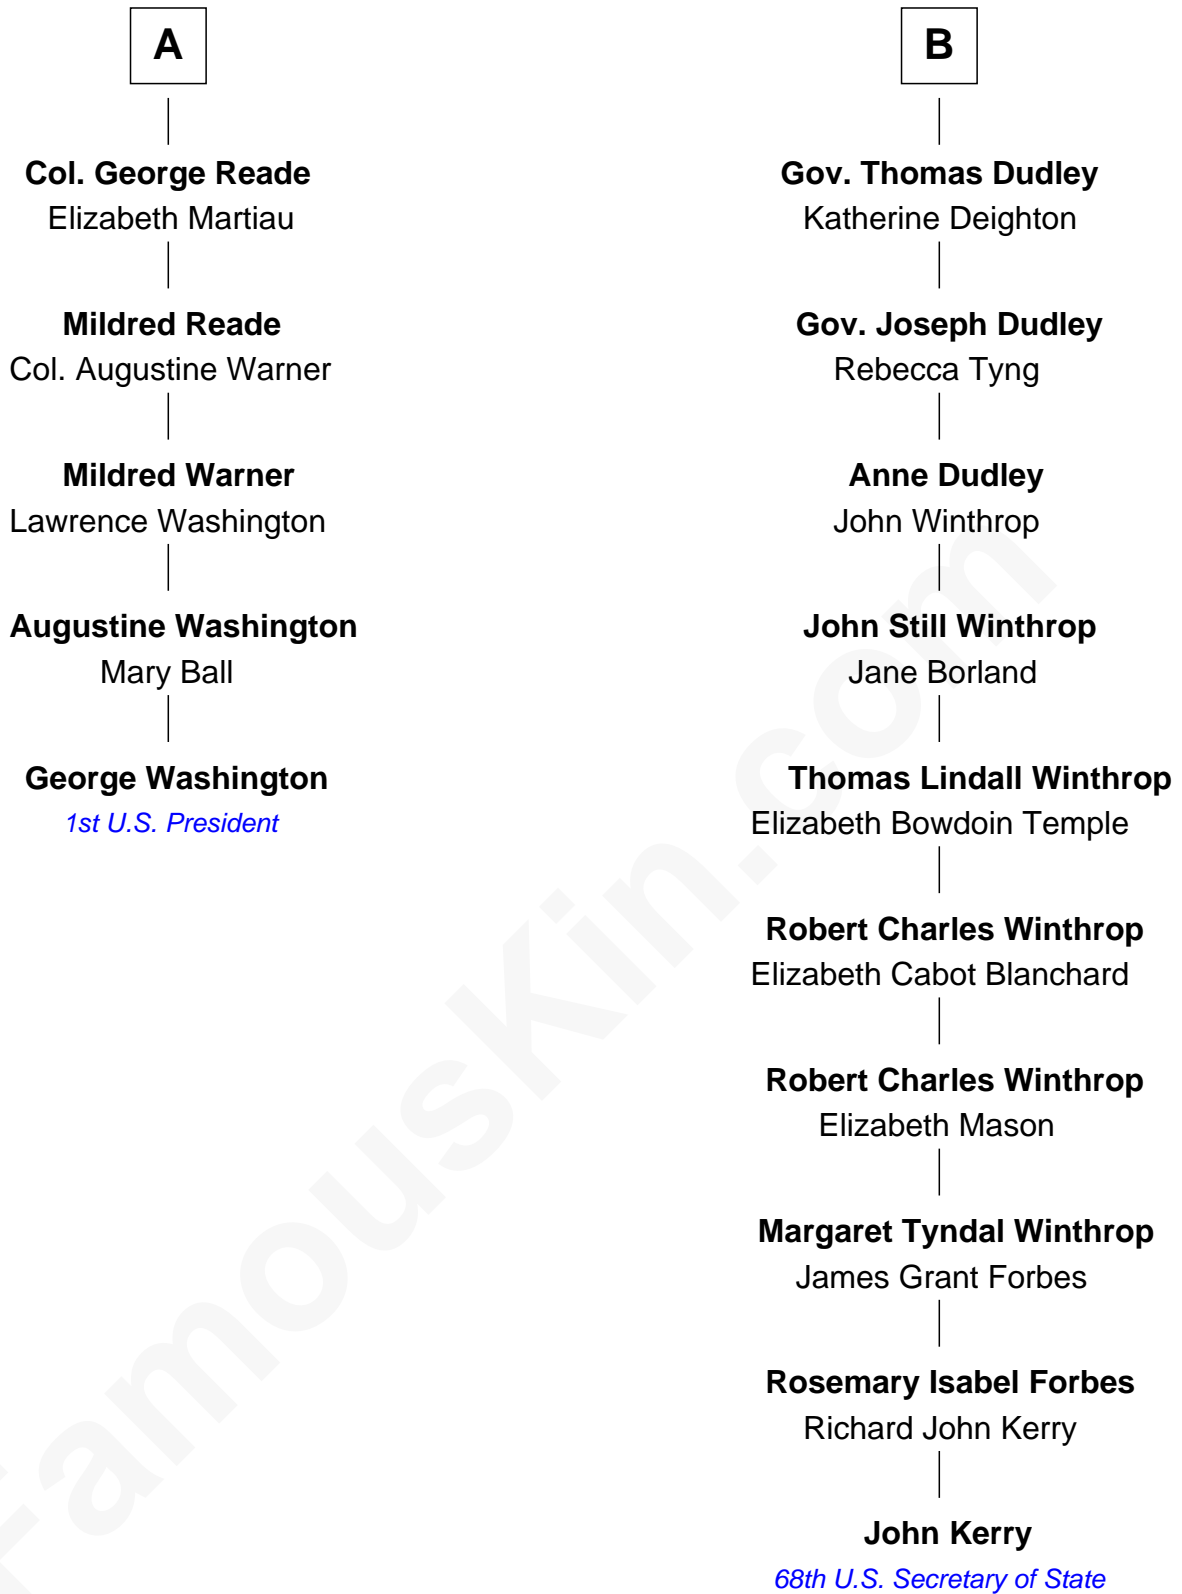 A
Col. George Reade
Elizabeth Martiau
Mildred Reade
Col. Augustine Warner
Mildred Warner
Lawrence Washington
Augustine Washington
Mary Ball
George Washington
1st U.S. President
B
Gov. Thomas Dudley
Katherine Deighton
Gov. Joseph Dudley
Rebecca Tyng
Anne Dudley
John Winthrop
John Still Winthrop
Jane Borland
Thomas Lindall Winthrop
Elizabeth Bowdoin Temple
Robert Charles Winthrop
Elizabeth Cabot Blanchard
Robert Charles Winthrop
Elizabeth Mason
Margaret Tyndal Winthrop
James Grant Forbes
Rosemary Isabel Forbes
Richard John Kerry
John Kerry
68th U.S. Secretary of State
FamousKin.com